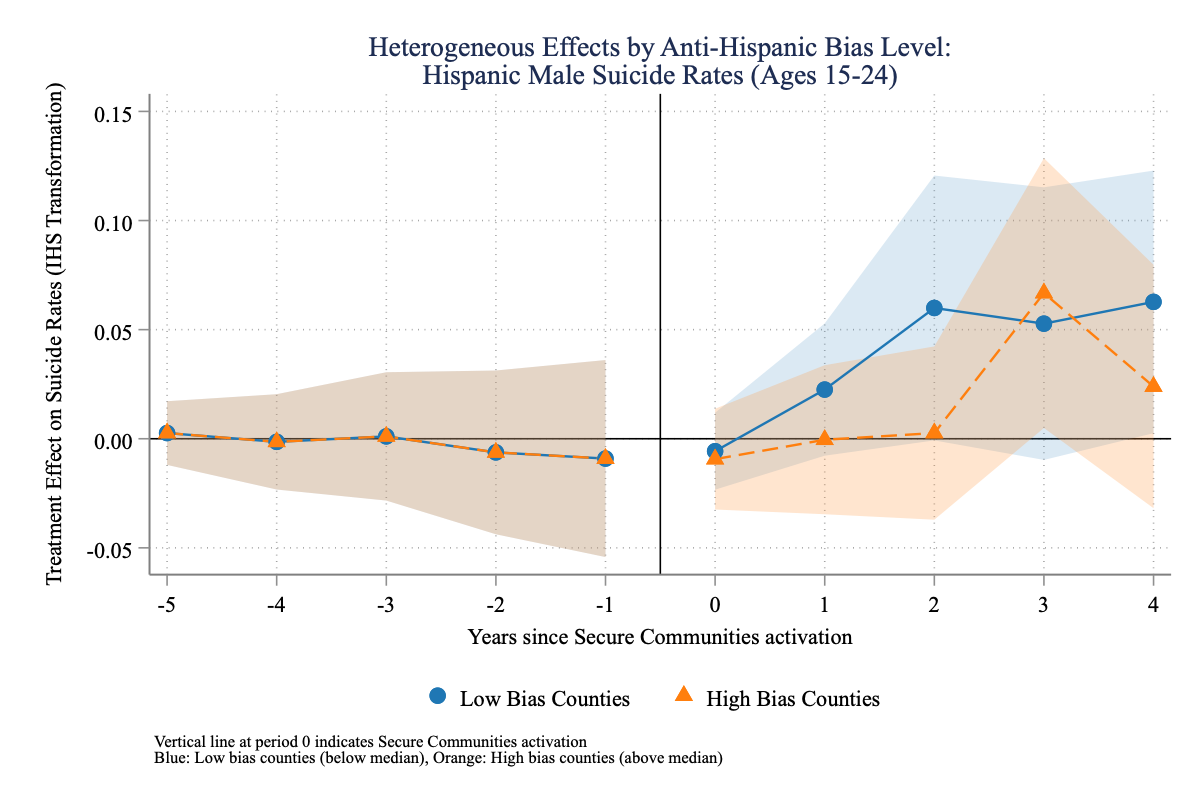 Heterogeneous Effects by Anti-Hispanic Bias Level:
Hispanic Male Suicide Rates (Ages 15-24)
Treatment Effect on Suicide Rates (IHS Transformation)
0.15
0.10
0.05
0.00
-0.05
-5 -4 -3 -2 -1 0 1 2 3 4
Years since Secure Communities activation
Low Bias Counties High Bias Counties
Vertical line at period 0 indicates Secure Communities activation
Blue: Low bias counties (below median), Orange: High bias counties (above median)